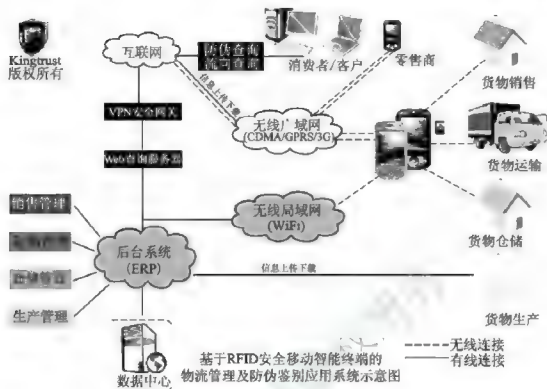 Kingtrust
版权所有
互联网
防伪查询
流向查询
消费者/客户
零售商
货物销售
信息上传下载
VPN安全网关
无线广域网
(CDMA/GPRS/3G)
货物运输
Web查询服务器
销售管理
无线局域网
(WiFi)
货物仓储
后台系统
(ERP)
信息上传下载
生产管理
货物生产
数据中心
基于RFID安全移动智能终端的
物流管理及防伪鉴别应用系统示意图
无线连接
有线连接